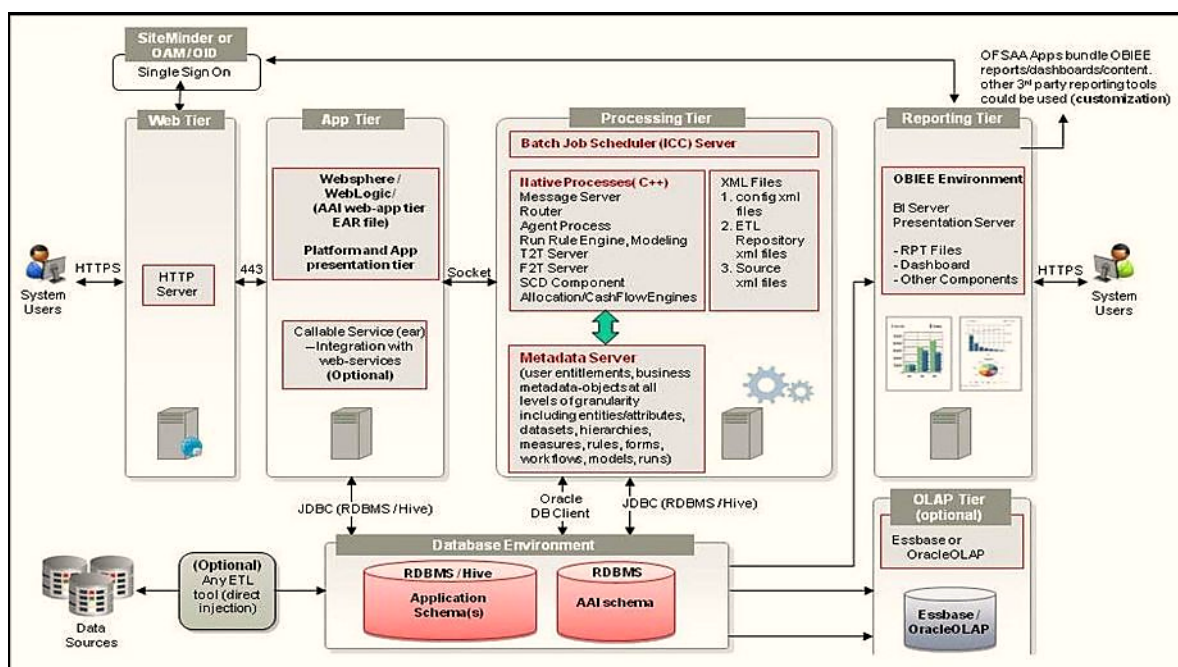 SiteMinder or
OAM/OID
Single Sign On
OFSAA Apps bundle OBIEE
reports/dashboards/content.
other 3rd party reporting tools
could be used (customization)
Web Tier
App Tier
Processing Tier
Reporting Tier
HTTP
Server
Websphere /
WebLogic/
(AAI web-app tier
EAR file)
Platform and App
presentation tier
Callable Service (ear)
—Integration with
web-services
(Optional)
Batch Job Scheduler (ICC) Server
Native Processes( C++)
Message Server
Router
Agent Process
Run Rule Engine, Modeling
T2T Server
F2T Server
SCD Component
Allocation/CashFlowEngines
XML Files
1. config xml
files
2. ETL
Repository
xml files
3. Source
xml files
Metadata Server
(user entitlements, business
metadata-objects at all
levels of granularity
including entities/attributes,
datasets, hierarchies,
measures, rules, forms,
workflows, models, runs)
OBIEE Environment
BI Server
Presentation Server
- RPT Files
- Dashboard
- Other Components
HTTPS
System
Users
443
Socket
HTTPS
System
Users
JDBC (RDBMS /Hive)
Oracle
DB Client
JDBC (RDBMS /Hive)
OLAP Tier
(optional)
Essbase or
OracleOLAP
Essbase /
OracleOLAP
Database Environment
RDBMS / Hive
Application
Schema(s)
RDBMS
AAI schema
(Optional)
Any ETL
tool (direct
injection)
Data
Sources